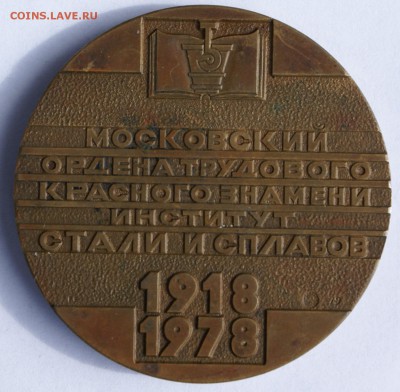 COINS.LAVE.RU
МОСКОВСКИЙ
ОРДЕНА ТРУДОВОГО
КРАСНОГО ЗНАМЕНИ
ИНСТИТУТ
СТАЛИ И СПЛАВОВ
1918
1978